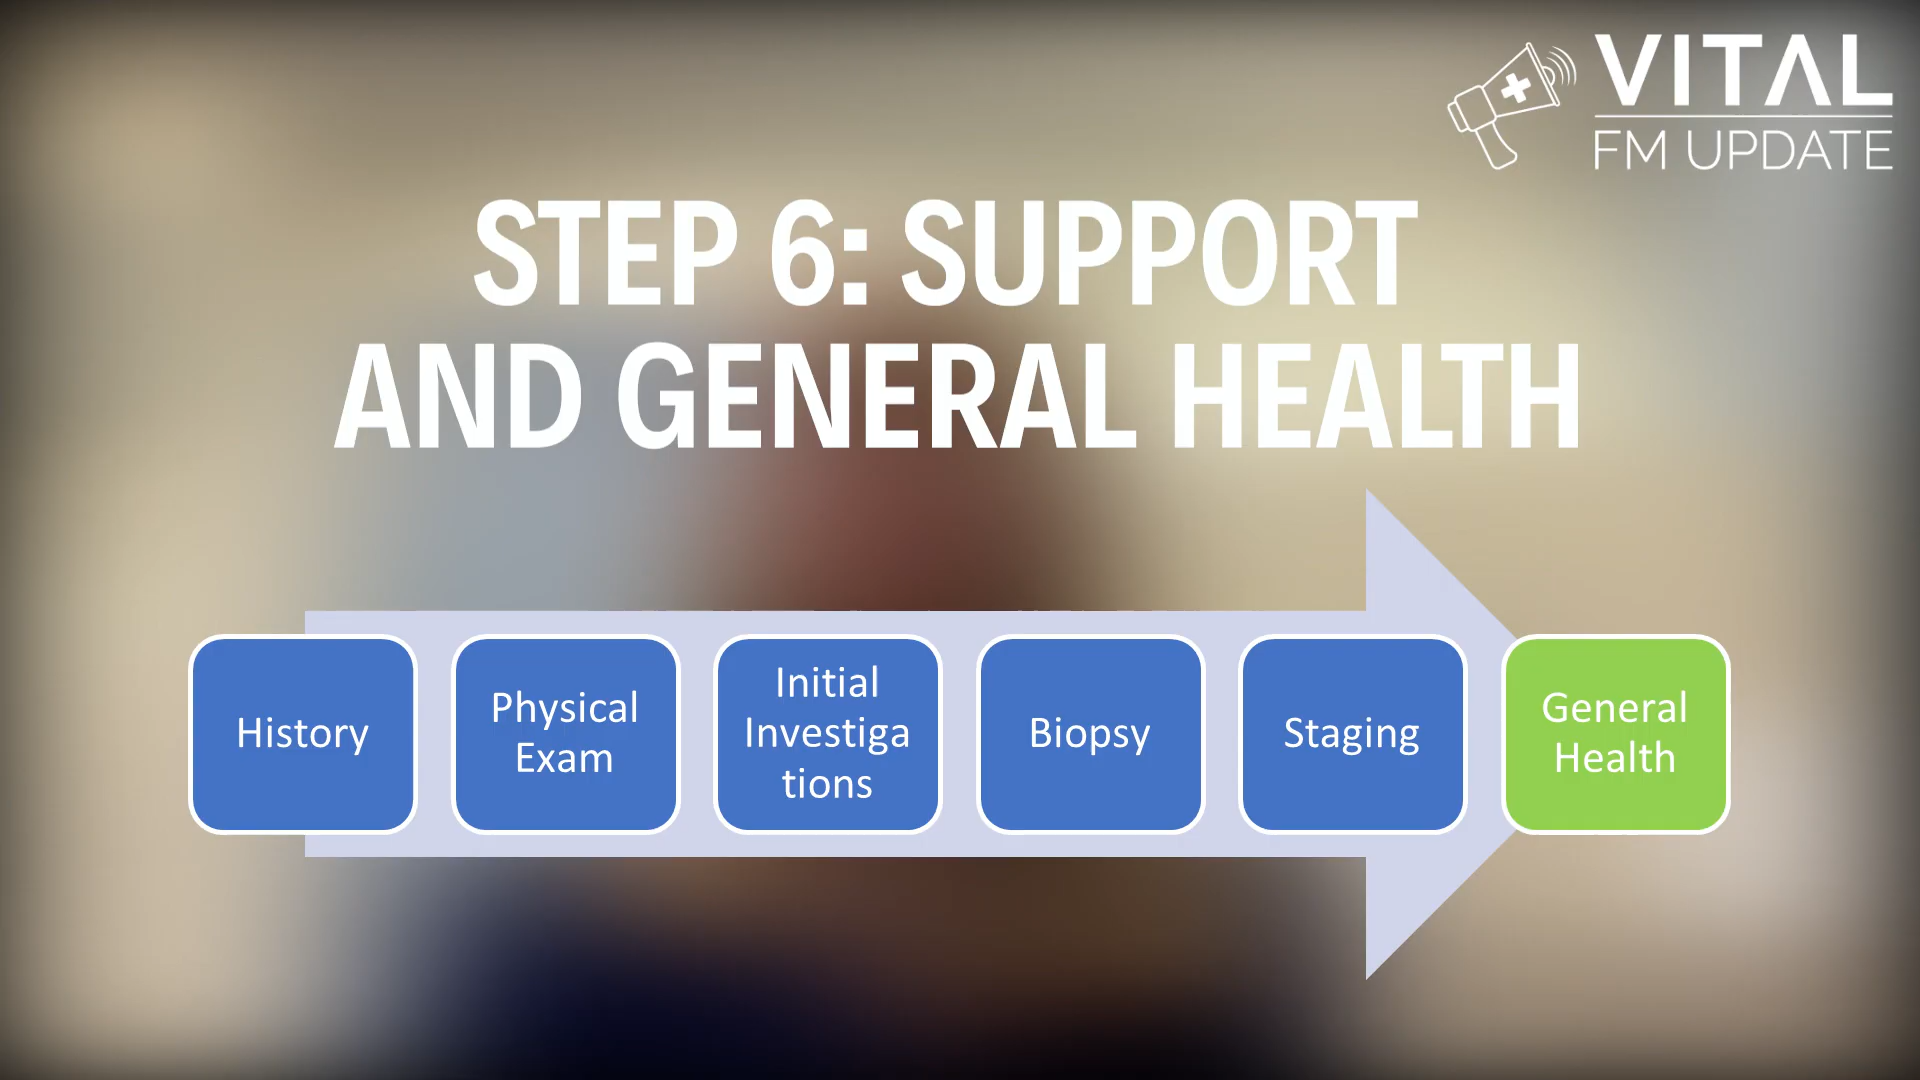 VITAL
FM UPDATE
STEP 6: SUPPORT
AND GENERAL HEALTH
History
Physical
Exam
Initial
Investiga
tions
Biopsy
Staging
General
Health